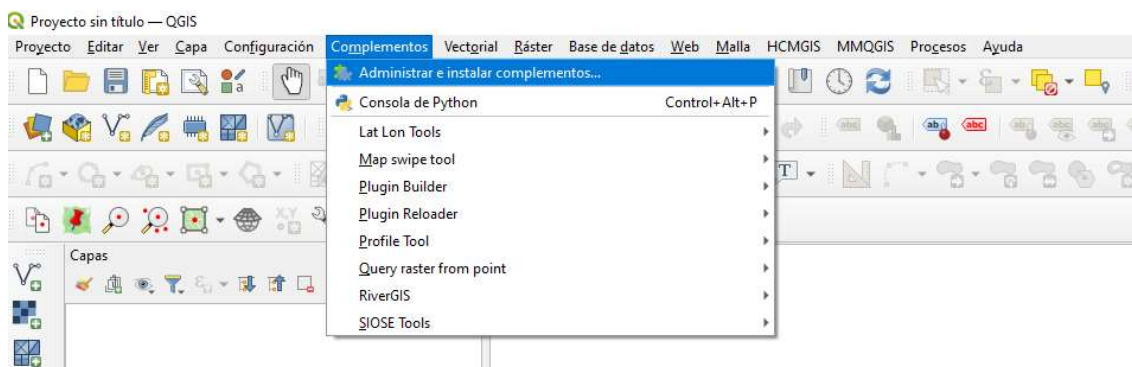 Proyecto sin título — QGIS
Proyecto Editar Ver Capa Configuración Complementos Vectorial Ráster Base de datos Web Malla HCMGIS MMQGIS Procesos Ayuda
Administrar e instalar complementos...
Consola de Python Control+Alt+P
Lat Lon Tools
Map swipe tool
Plugin Builder
Plugin Reloader
Profile Tool
Query raster from point
RiverGIS
SIOSE Tools
Capas